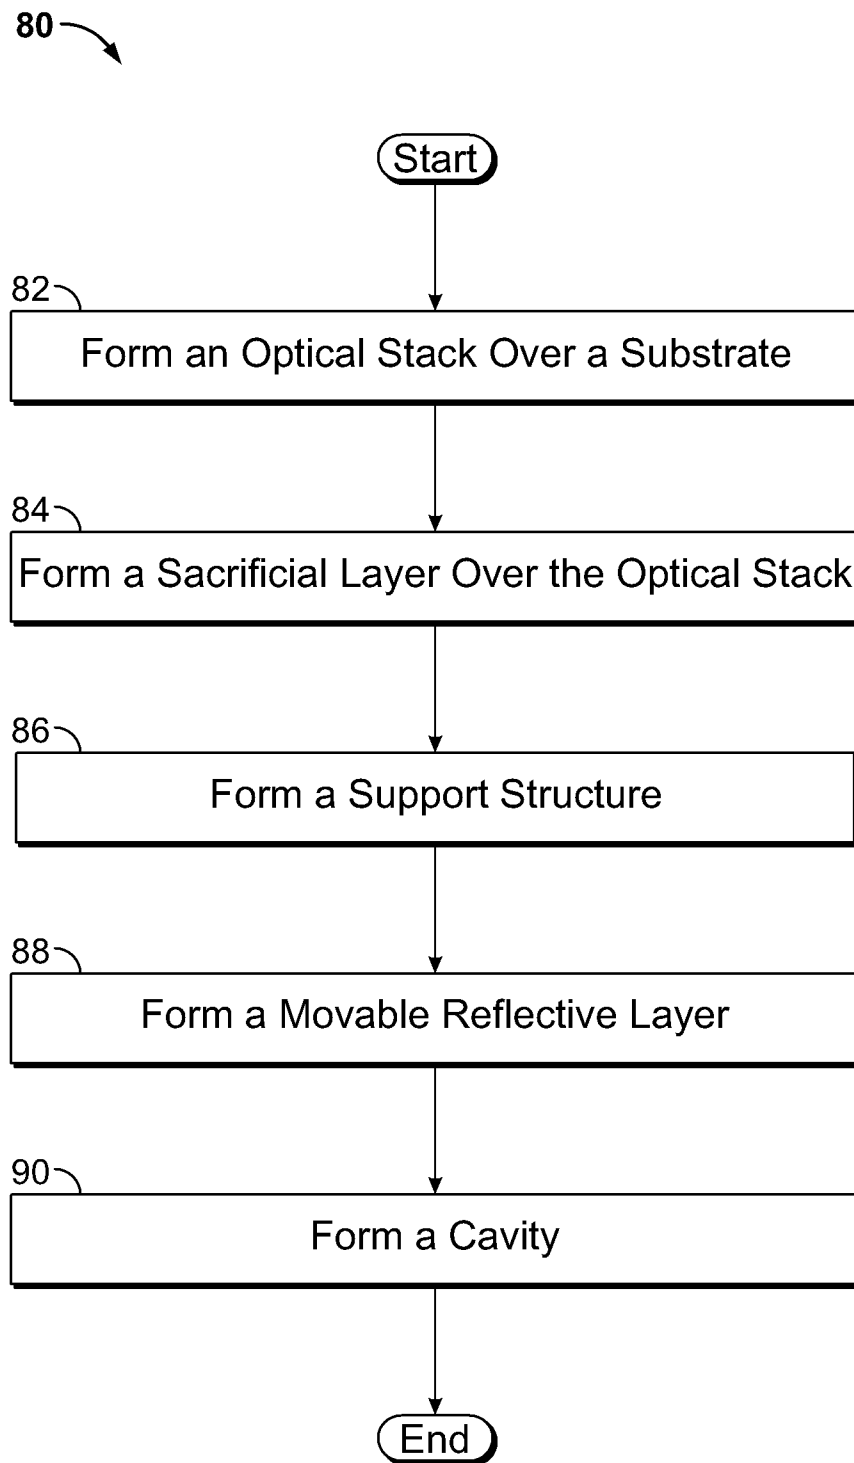 80
Start
82
Form an Optical Stack Over a Substrate
84
Form a Sacrificial Layer Over the Optical Stack
86
Form a Support Structure
88
Form a Movable Reflective Layer
90
Form a Cavity
End